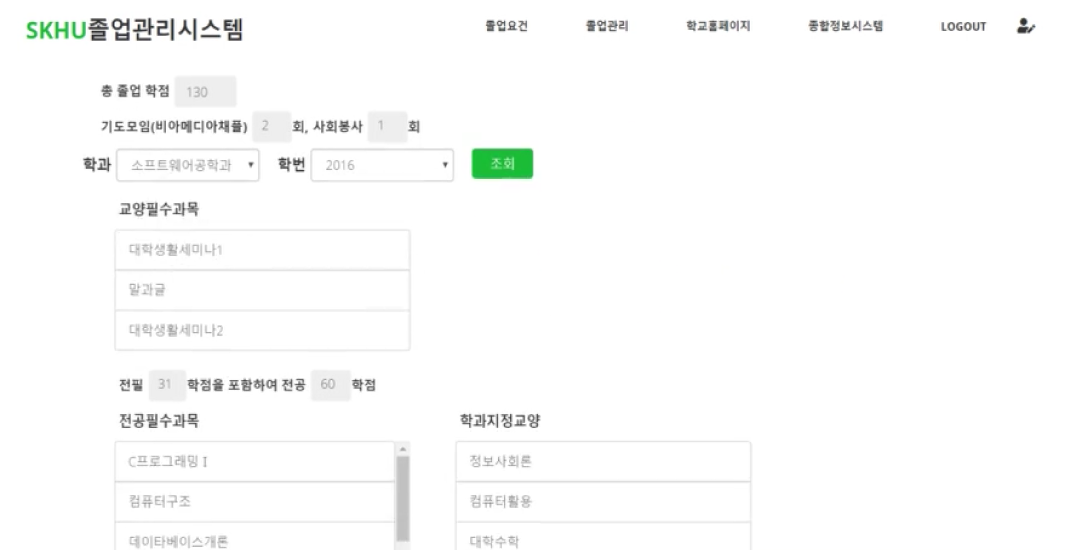 SKHU졸업관리시스템
졸업요건 졸업관리 학교홈페이지 종합정보시스템 LOGOUT
총 졸업 학점 130
기도모임(비아메디아채플) 2 회, 사회봉사 1 회
학과 소프트웨어공학과 학번 2016 조회
교양필수과목
대학생활세미나1
말과글
대학생활세미나2
전필 31 학점을 포함하여 전공 60 학점
전공필수과목
C프로그래밍 I
컴퓨터구조
데이타베이스개론
학과지정교양
정보사회론
컴퓨터활용
대학수학